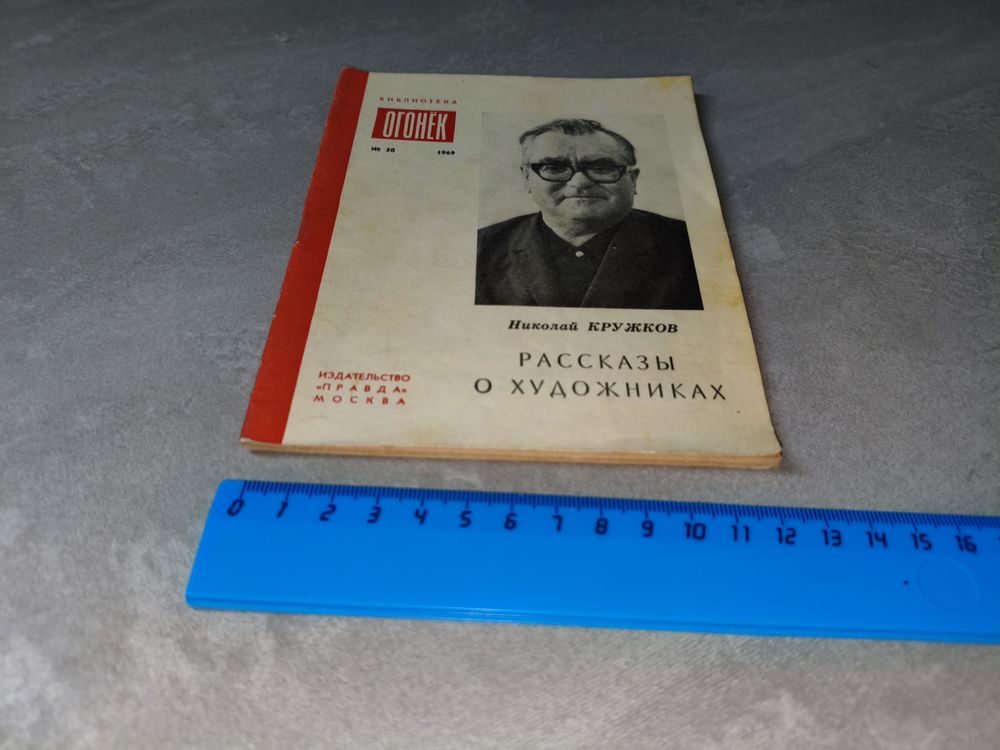 БИБЛИОТЕКА
ОГОНЁК
№ 50 1969
Николай КРУЖКОВ
РАССКАЗЫ
О ХУДОЖНИКАХ
ИЗДАТЕЛЬСТВО
«ПРАВДА»
МОСКВА
0 1 2 3 4 5 6 7 8 9 10 11 12 13 14 15 16